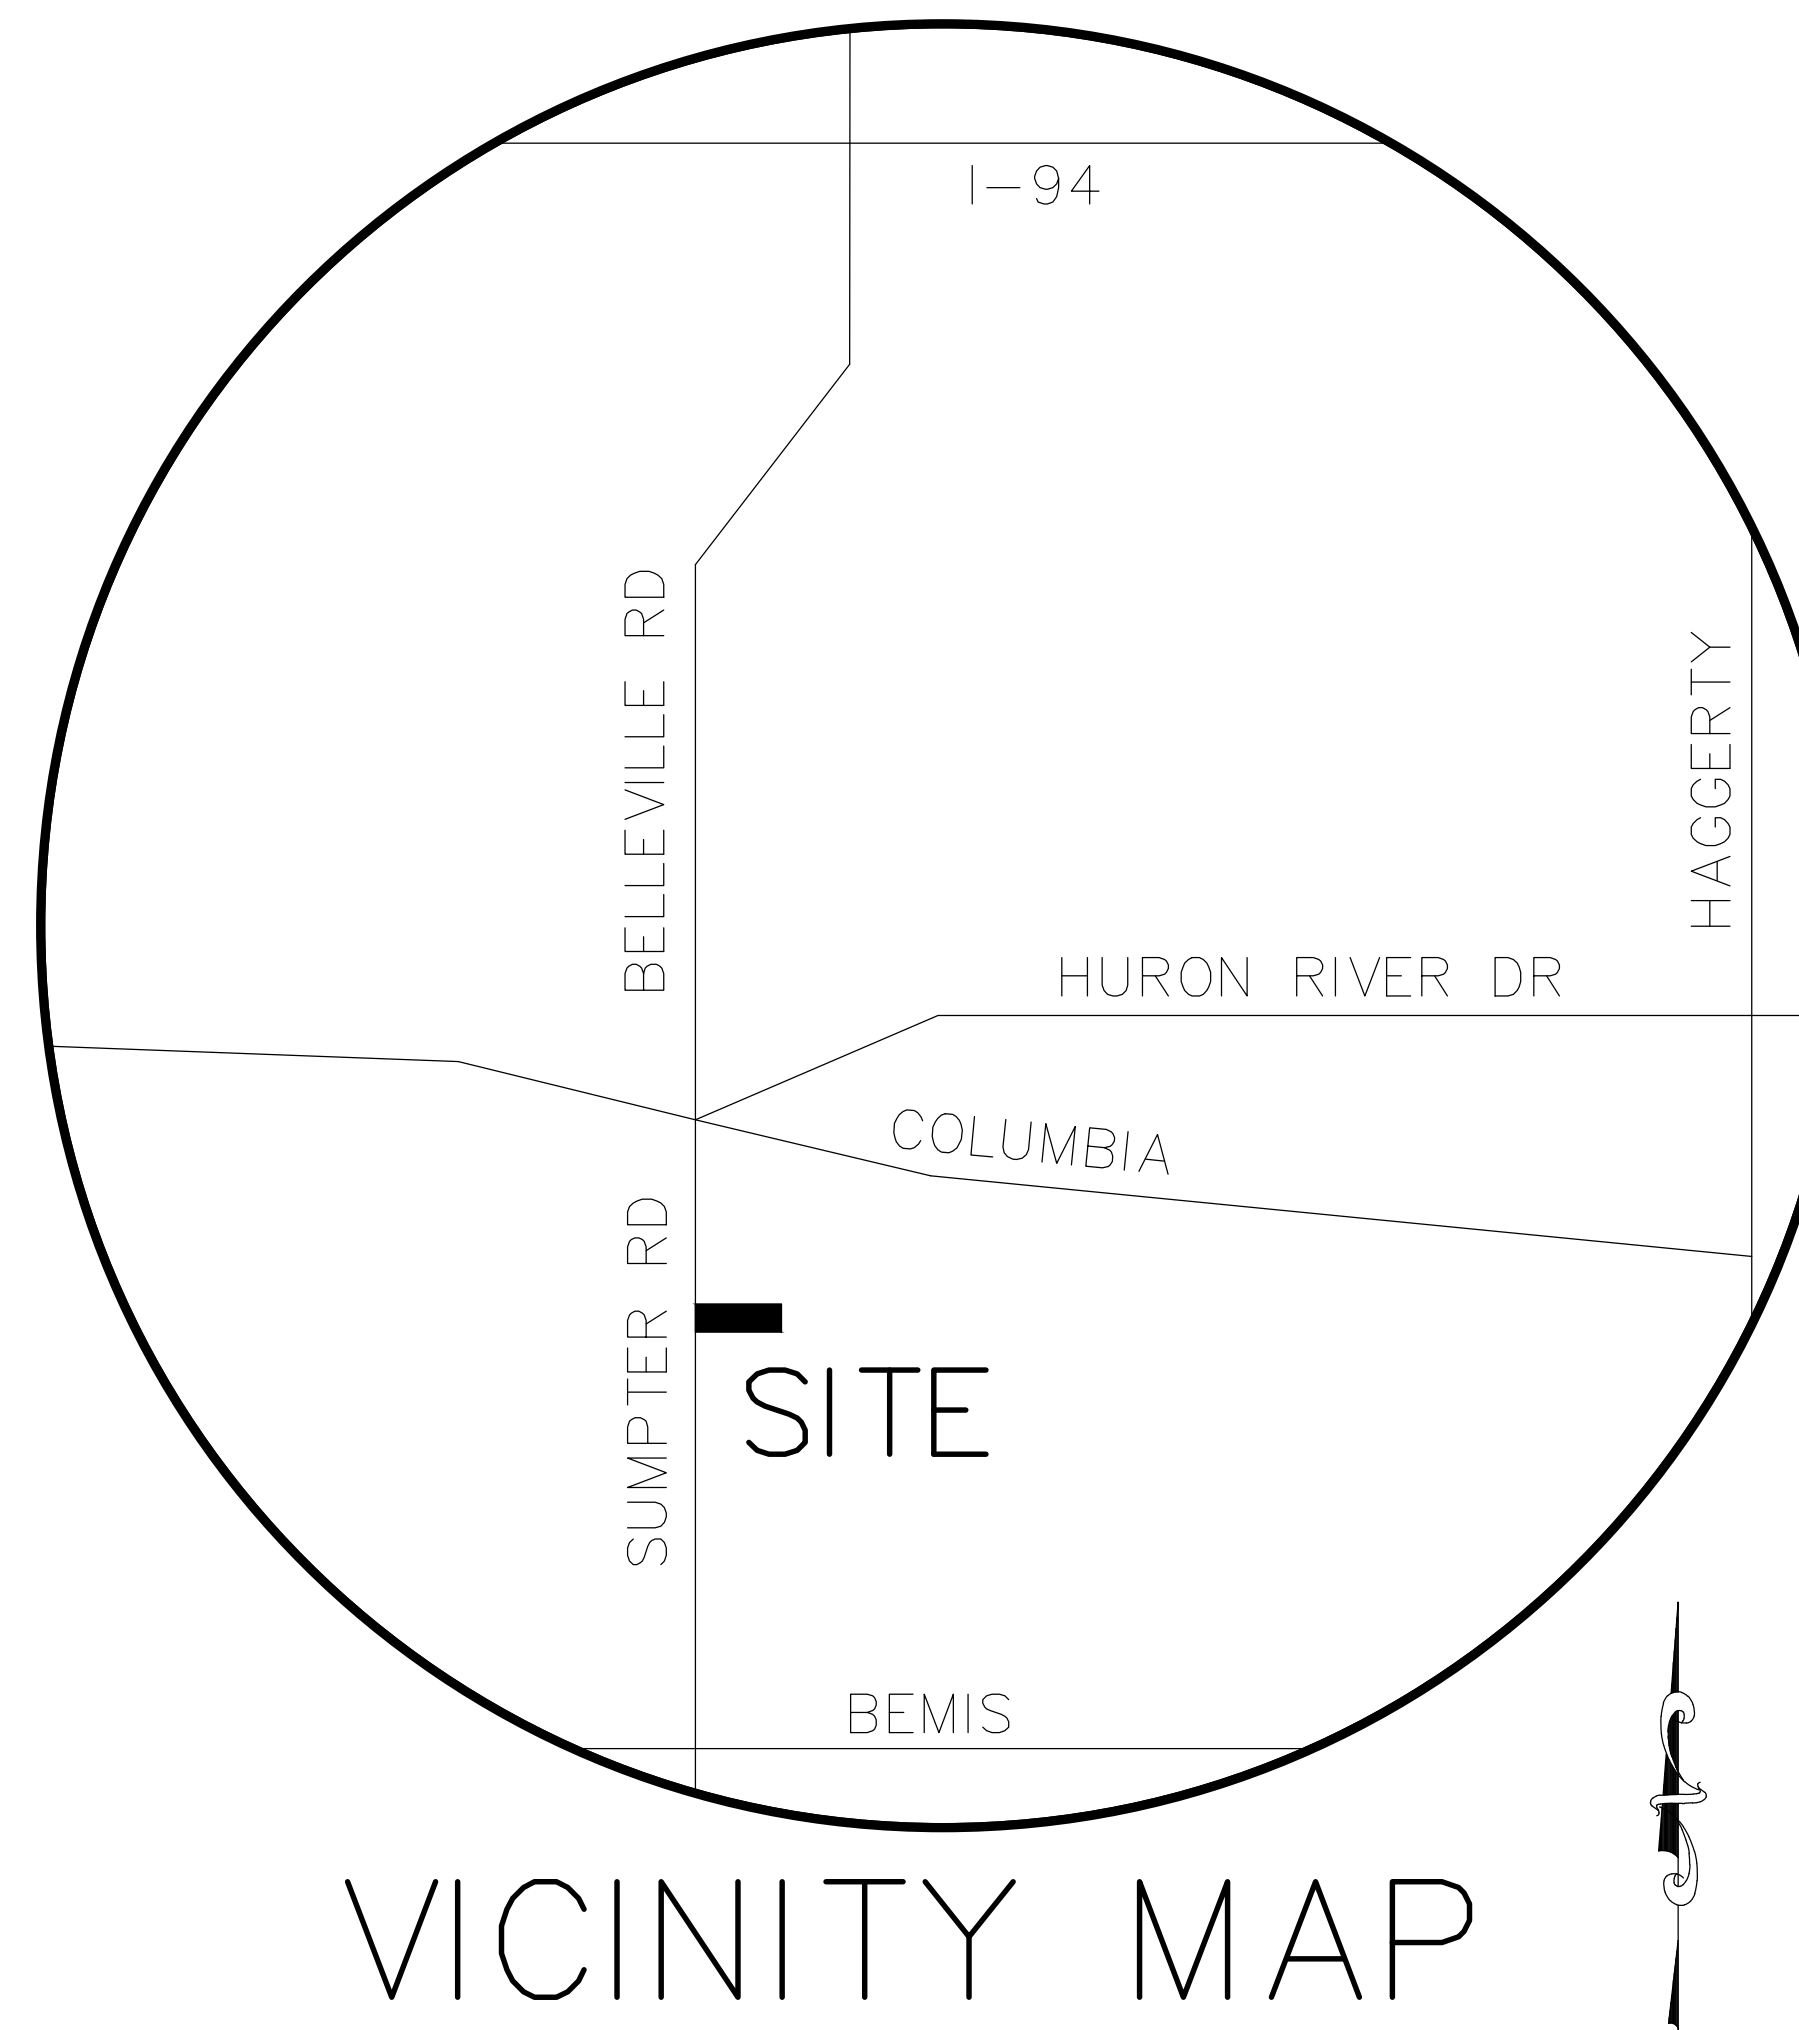 I-94
BELLEVILLE RD
HAGGERTY
HURON RIVER DR
COLUMBIA
SUMPTER RD
SITE
BEMIS
VICINITY MAP